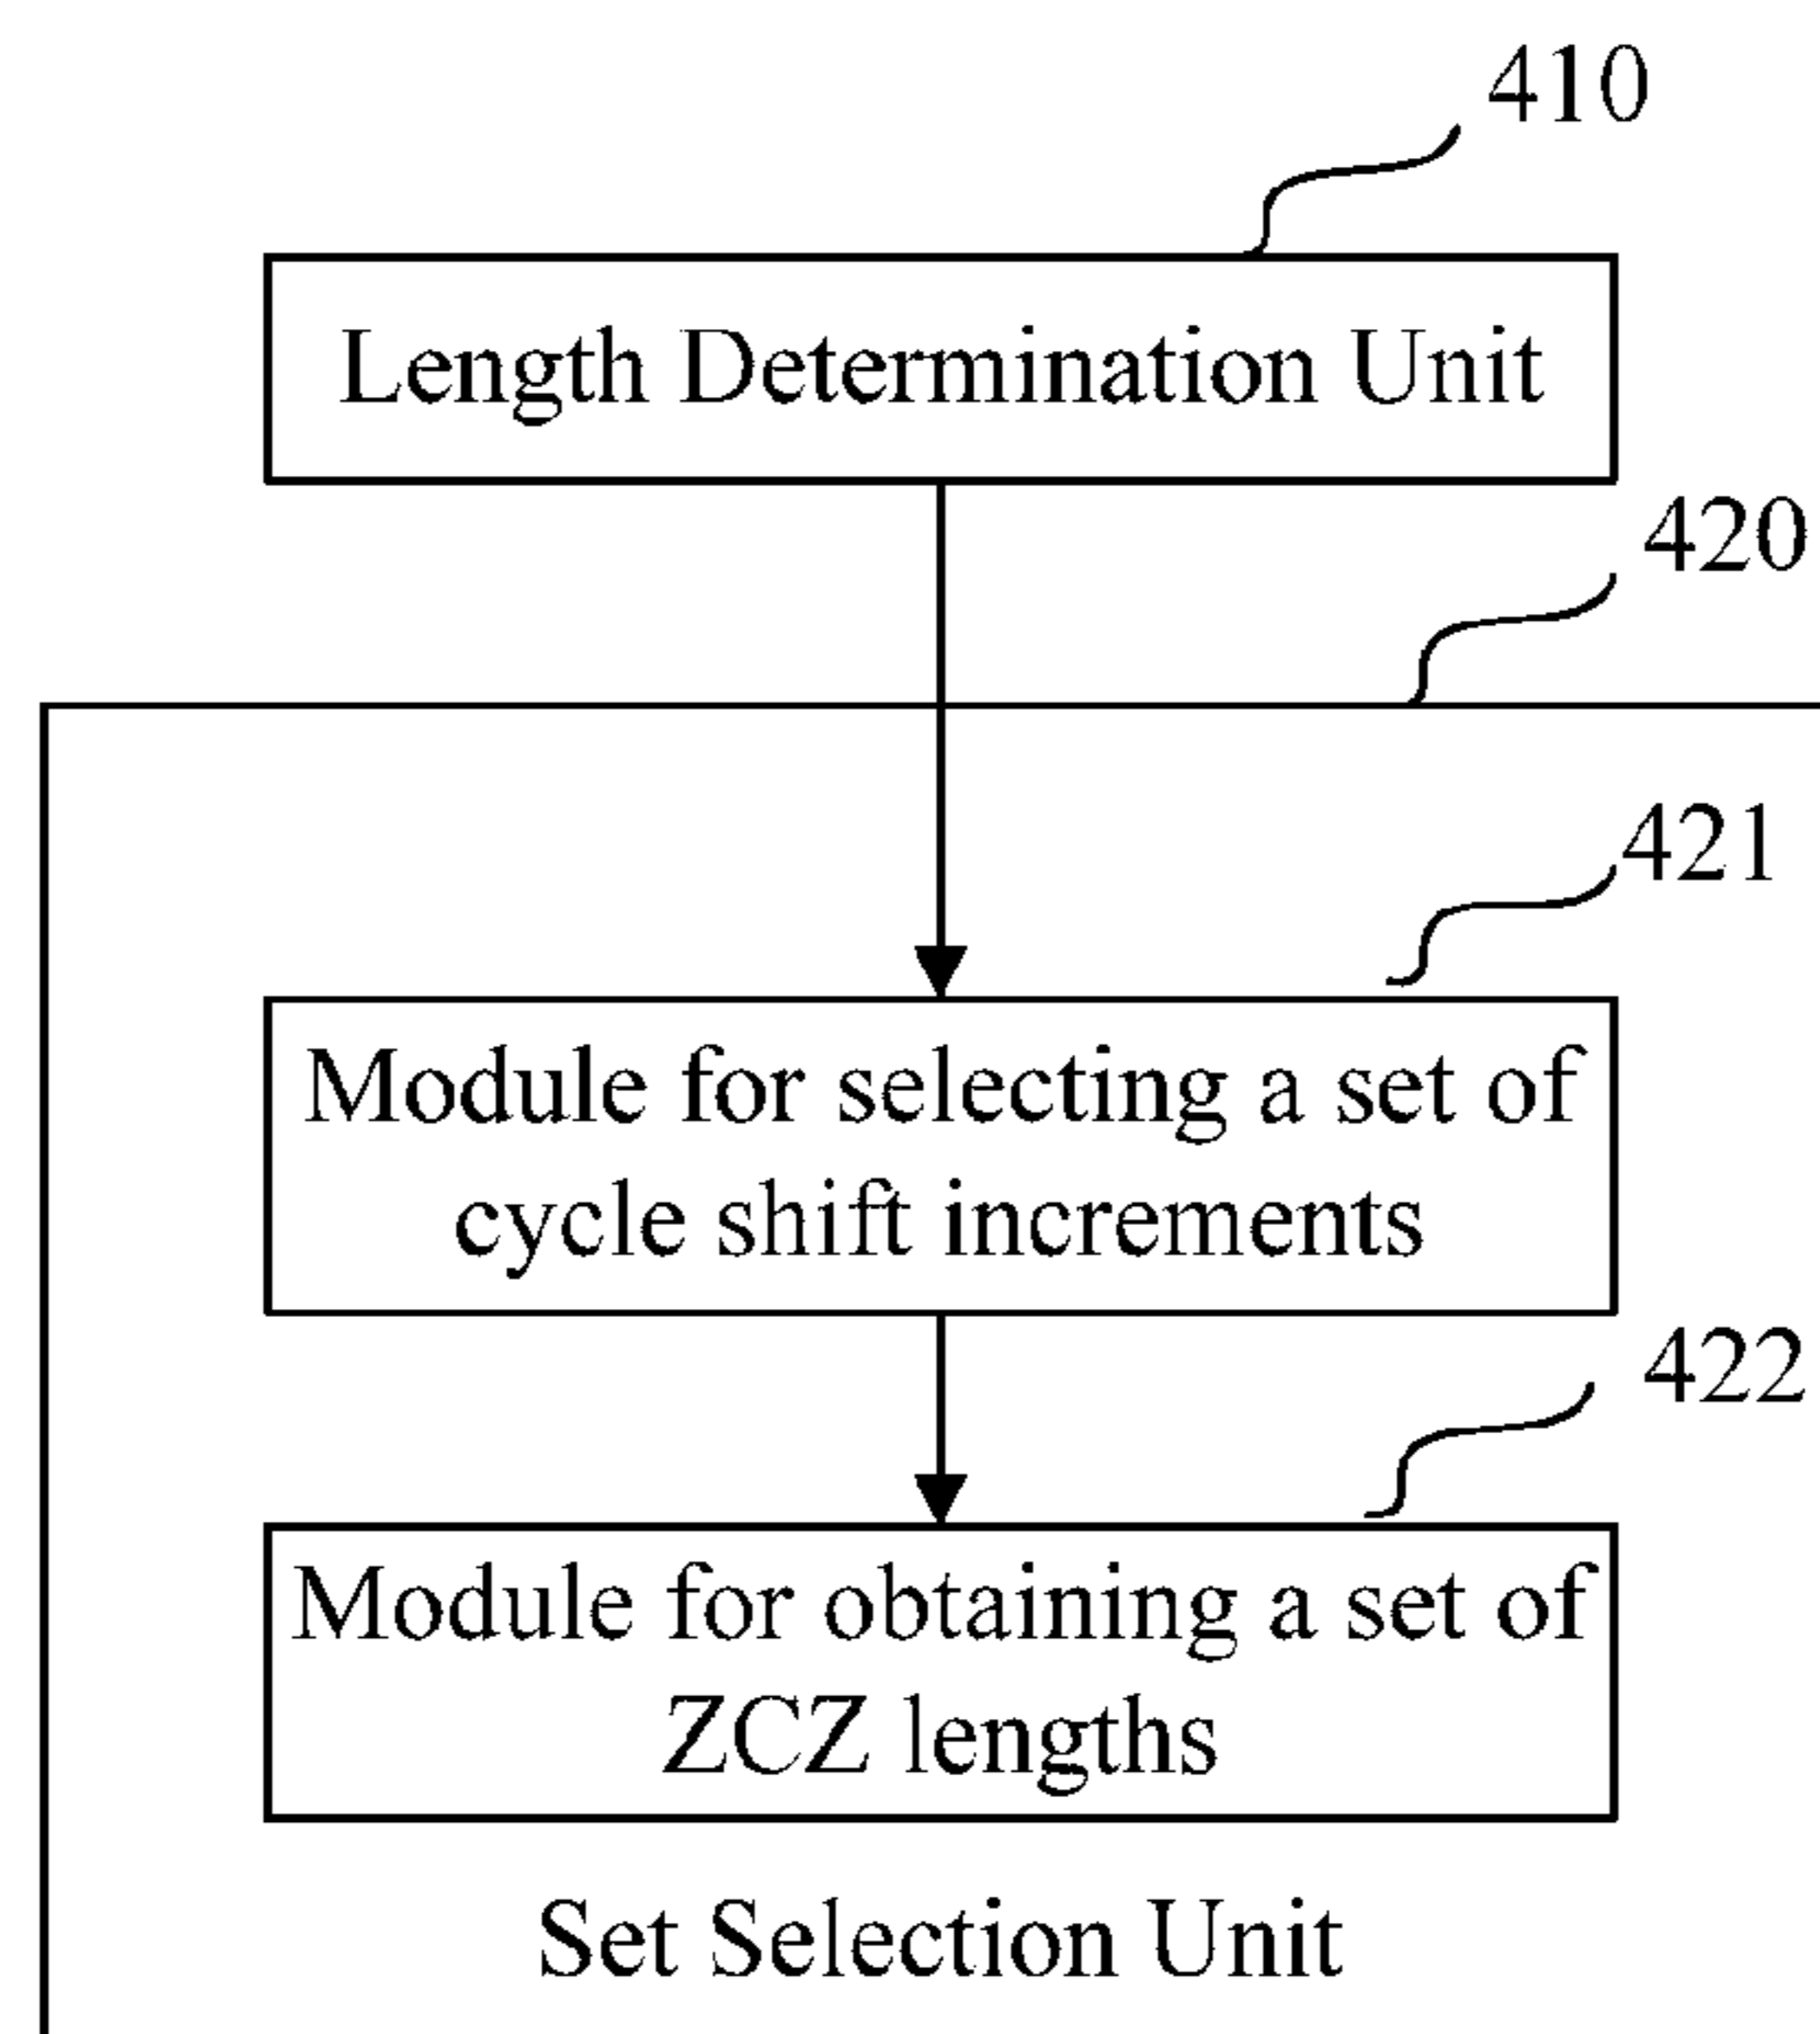 410
Length Determination Unit
420
421
Module for selecting a set of
cycle shift increments
422
Module for obtaining a set of
ZCZ lengths
Set Selection Unit